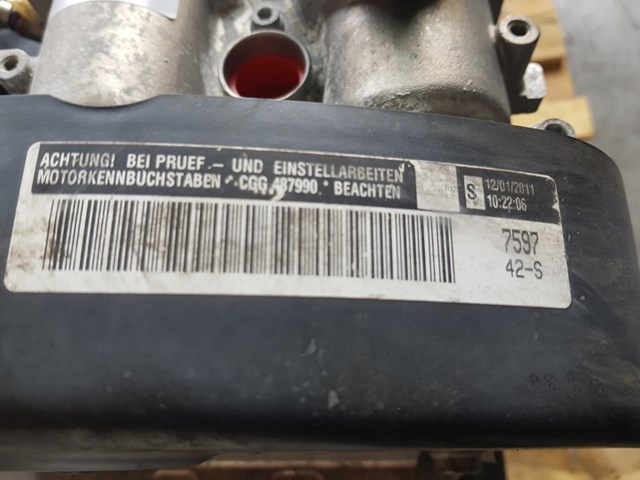 ACHTUNG! BEI PRUEF.- UND EINSTELLARBEITEN
MOTORKENNBUCHSTABEN *-CGG 487990.* BEACHTEN
S
12/01/2011
10:22:06
7597
42-S